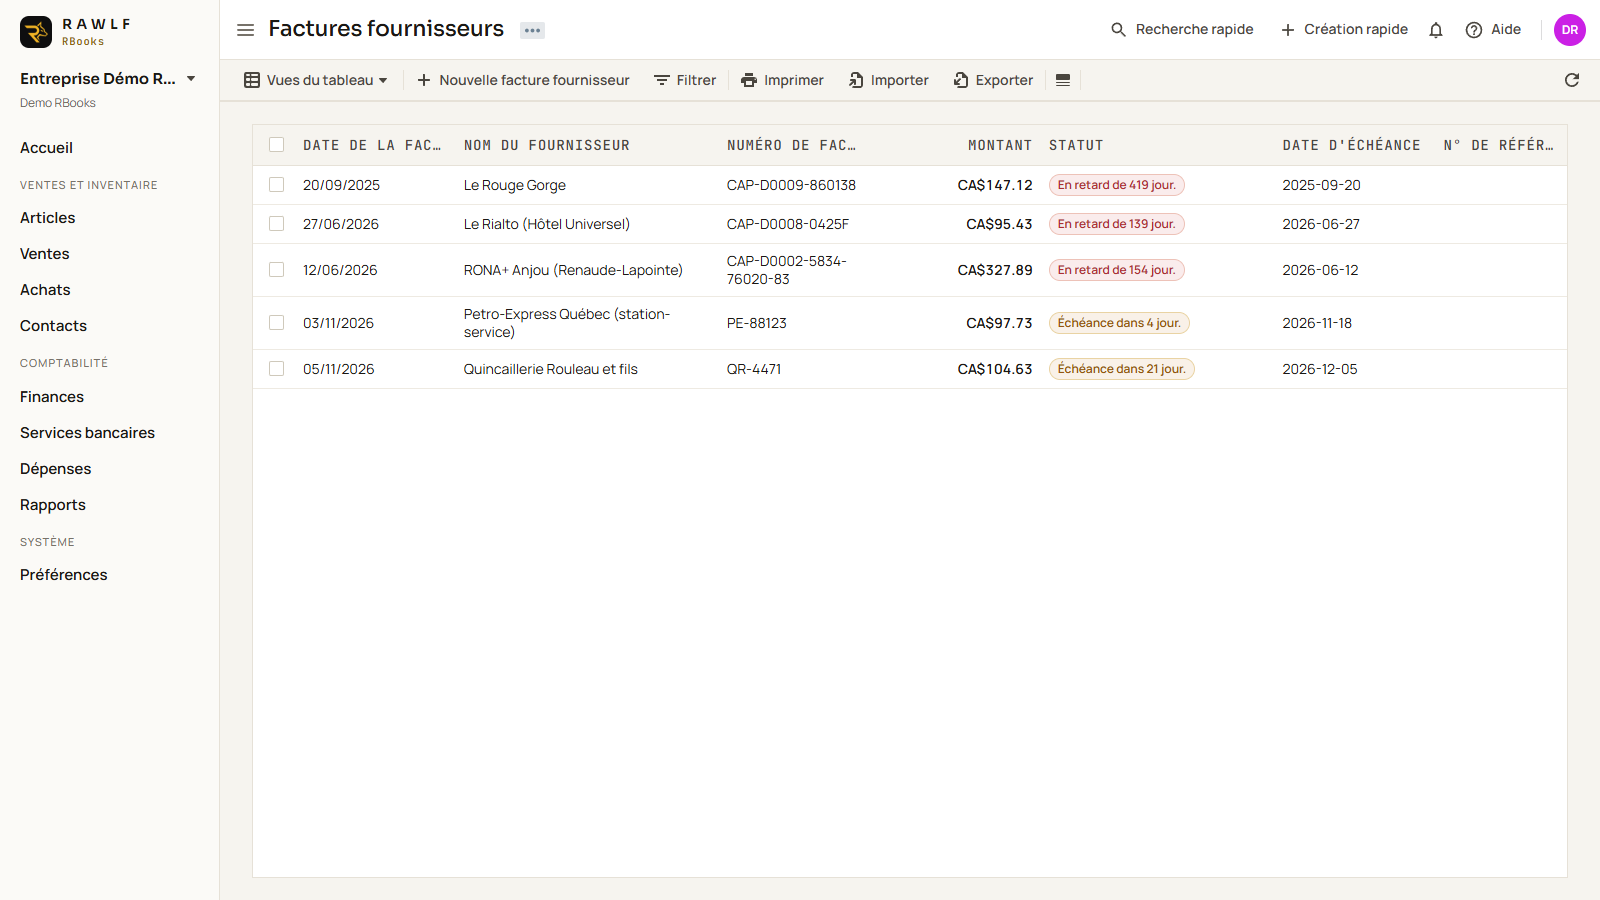 RAWLF
RBooks
Entreprise Démo R...
Demo RBooks
Accueil
VENTES ET INVENTAIRE
Articles
Ventes
Achats
Contacts
COMPTABILITÉ
Finances
Services bancaires
Dépenses
Rapports
SYSTÈME
Préférences
Factures fournisseurs
Recherche rapide
Création rapide
Aide
DR
Vues du tableau
Nouvelle facture fournisseur
Filtrer
Imprimer
Importer
Exporter
DATE DE LA FAC… NOM DU FOURNISSEUR NUMÉRO DE FAC… MONTANT STATUT DATE D'ÉCHÉANCE N° DE RÉFÉR…
20/09/2025 Le Rouge Gorge CAP-D0009-860138 CA$147.12 En retard de 419 jour. 2025-09-20
27/06/2026 Le Rialto (Hôtel Universel) CAP-D0008-0425F CA$95.43 En retard de 139 jour. 2026-06-27
12/06/2026 RONA+ Anjou (Renaude-Lapointe) CAP-D0002-5834-
76020-83 CA$327.89 En retard de 154 jour. 2026-06-12
03/11/2026 Petro-Express Québec (station-
service) PE-88123 CA$97.73 Échéance dans 4 jour. 2026-11-18
05/11/2026 Quincaillerie Rouleau et fils QR-4471 CA$104.63 Échéance dans 21 jour. 2026-12-05